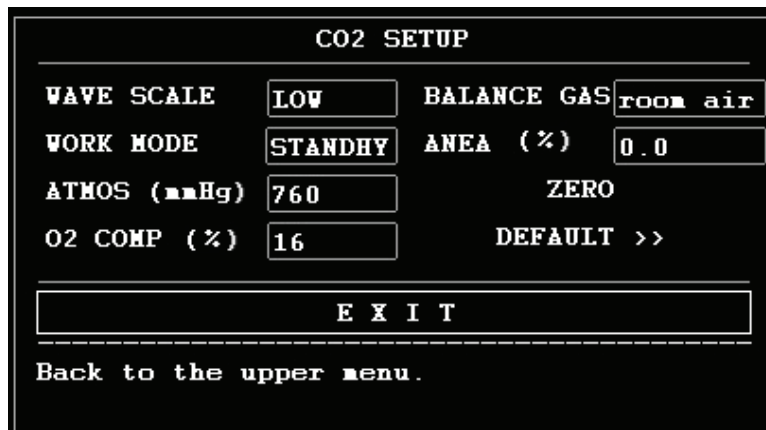 CO2 SETUP
WAVE SCALE LOW BALANCE GAS room air
WORK MODE STANDHY ANEA (%) 0.0
ATMOS (mmHg) 760 ZERO
O2 COMP (%) 16 DEFAULT >>
E X I T
Back to the upper menu.